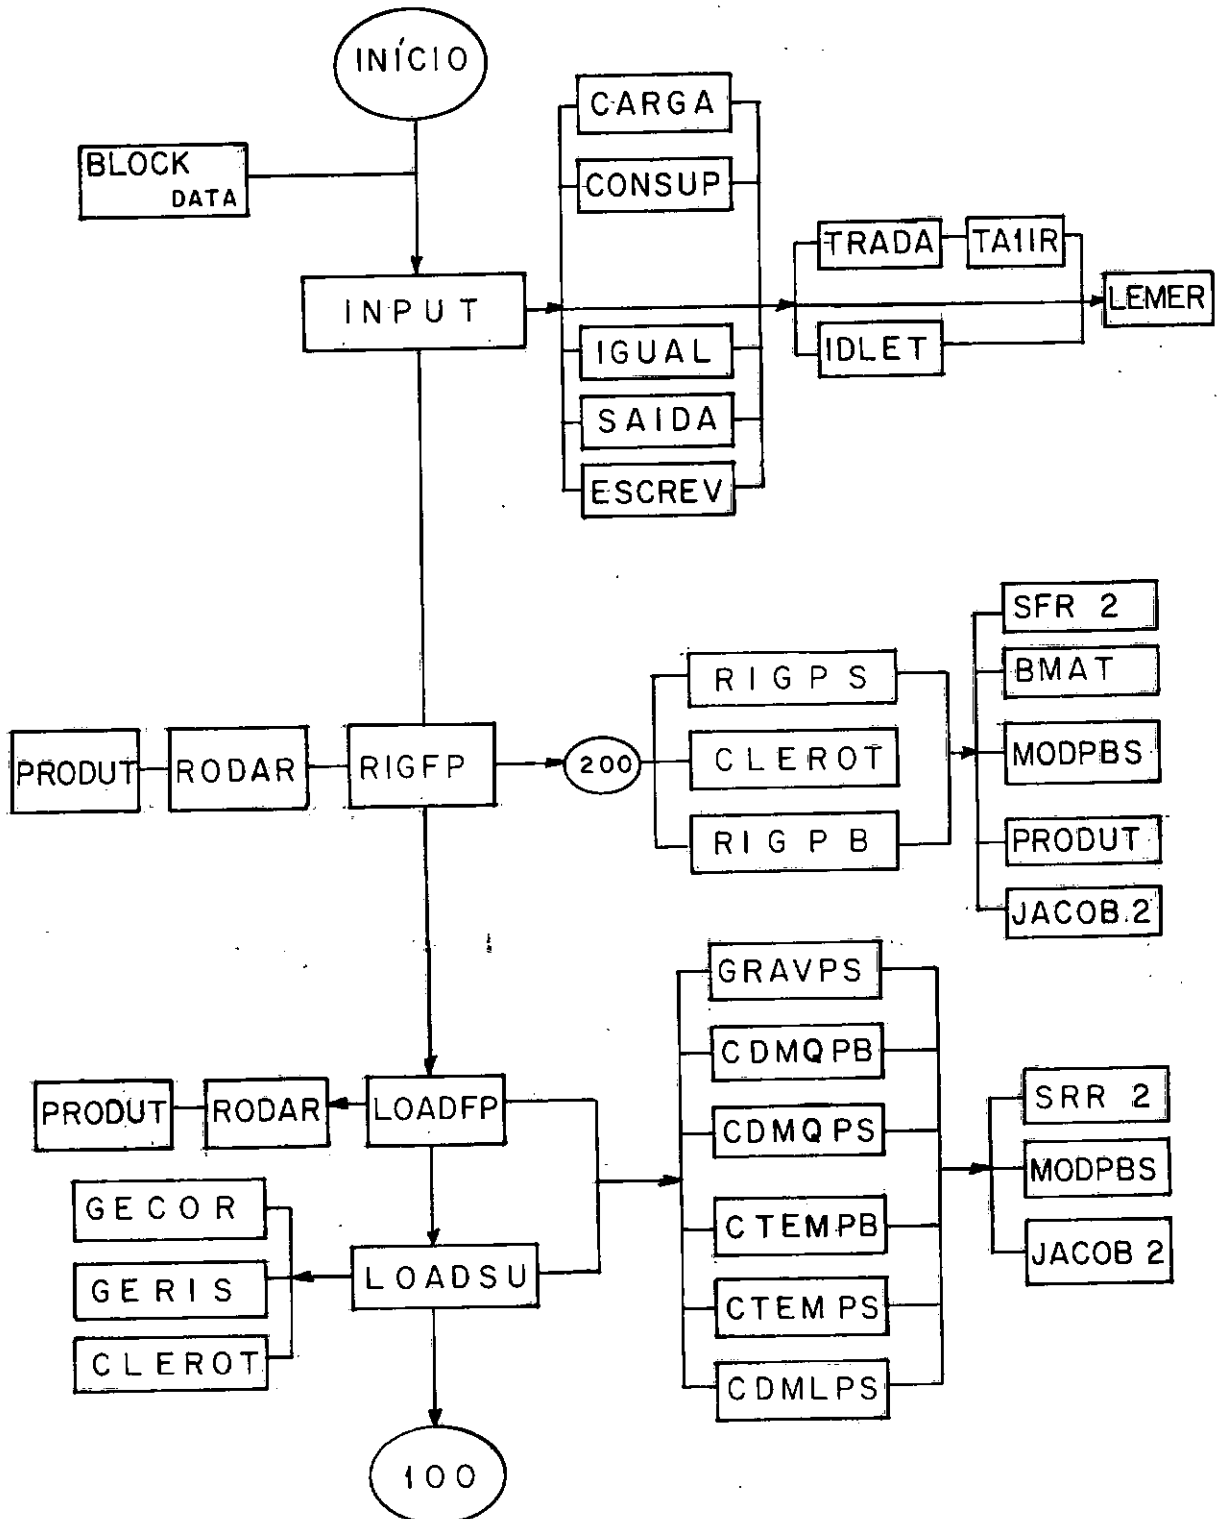 INÍCIO
BLOCK
DATA
INPUT
CARGA
CONSUP
IGUAL
SAIDA
ESCREV
TRADA
TA1IR
IDLET
LEMER
PRODUT
RODAR
RIGFP
200
RIGPS
CLEROT
RIGPB
SFR 2
BMAT
MODPBS
PRODUT
JACOB.2
PRODUT
RODAR
LOADFP
GECOR
GERIS
CLEROT
LOADSU
GRAVPS
CDMQPB
CDMQPS
CTEMPB
CTEMPS
CDMLPS
SRR 2
MODPBS
JACOB 2
100